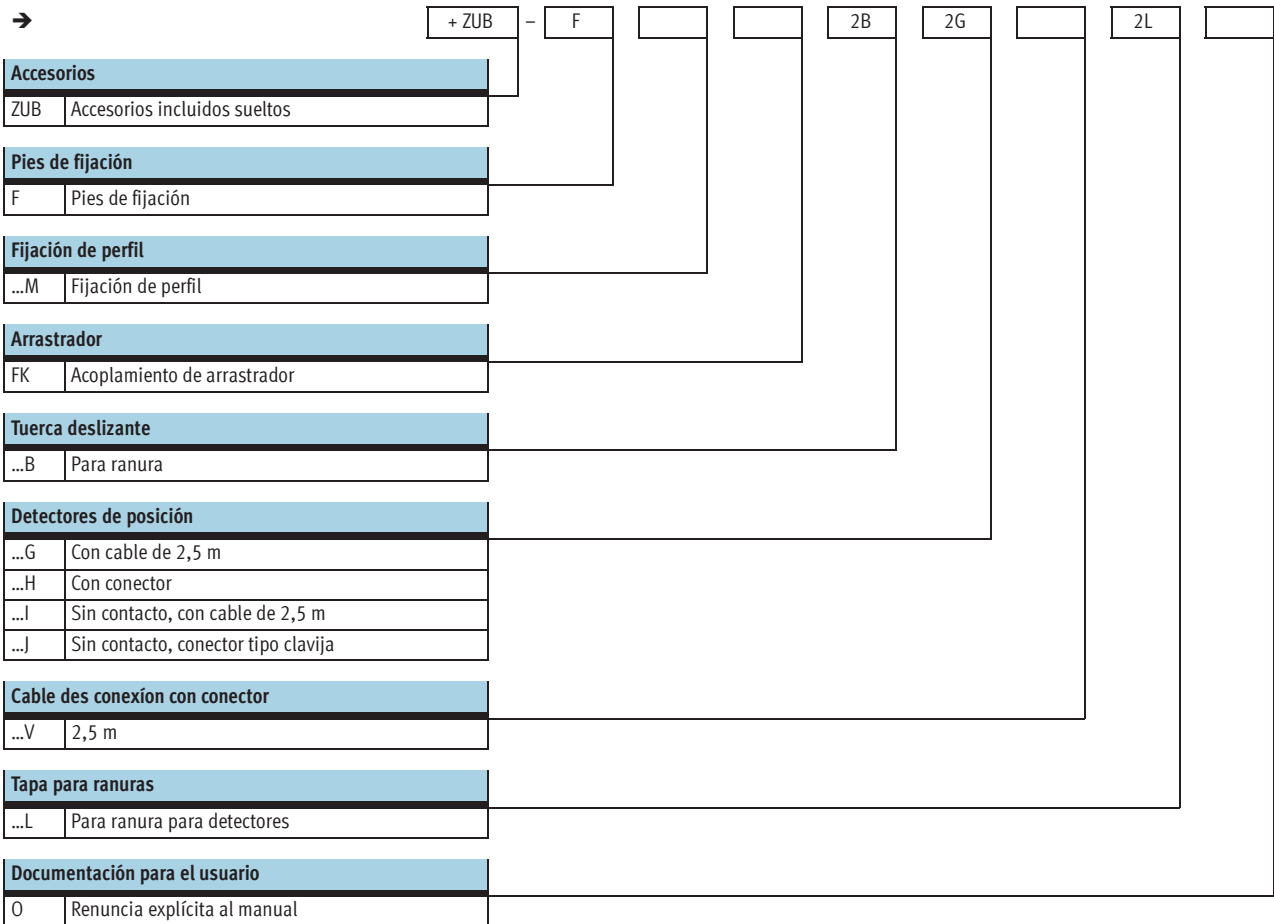 ➔ + ZUB – F 2B 2G 2L
Accesorios
ZUB Accesorios incluidos sueltos
Pies de fijación
F Pies de fijación
Fijación de perfil
...M Fijación de perfil
Arrastrador
FK Acoplamiento de arrastrador
Tuerca deslizante
...B Para ranura
Detectores de posición
...G Con cable de 2,5 m
...H Con conector
...I Sin contacto, con cable de 2,5 m
...J Sin contacto, conector tipo clavija
Cable des conexíon con conector
...V 2,5 m
Tapa para ranuras
...L Para ranura para detectores
Documentación para el usuario
O Renuncia explícita al manual